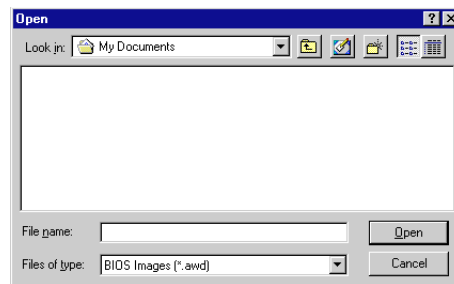 Open
Look in: My Documents
File name: Open
Files of type: BIOS Images (*.awd) Cancel